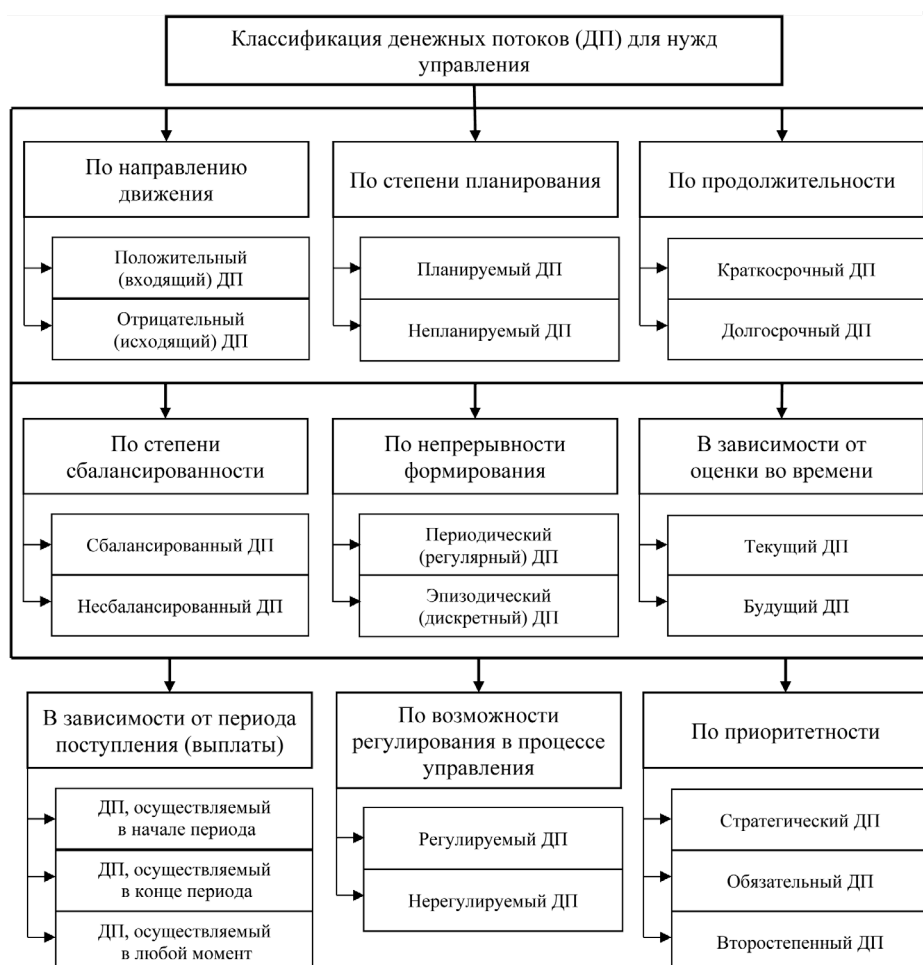 Классификация денежных потоков (ДП) для нужд
управления
По направлению
движения
Положительный
(входящий) ДП
Отрицательный
(исходящий) ДП
По степени планирования
Планируемый ДП
Непланируемый ДП
По продолжительности
Краткосрочный ДП
Долгосрочный ДП
По степени
сбалансированности
Сбалансированный ДП
Несбалансированный ДП
По непрерывности
формирования
Периодический
(регулярный) ДП
Эпизодический
(дискретный) ДП
В зависимости от
оценки во времени
Текущий ДП
Будущий ДП
В зависимости от периода
поступления (выплаты)
ДП, осуществляемый
в начале периода
ДП, осуществляемый
в конце периода
ДП, осуществляемый
в любой момент
По возможности
регулирования в процессе
управления
Регулируемый ДП
Нерегулируемый ДП
По приоритетности
Стратегический ДП
Обязательный ДП
Второстепенный ДП